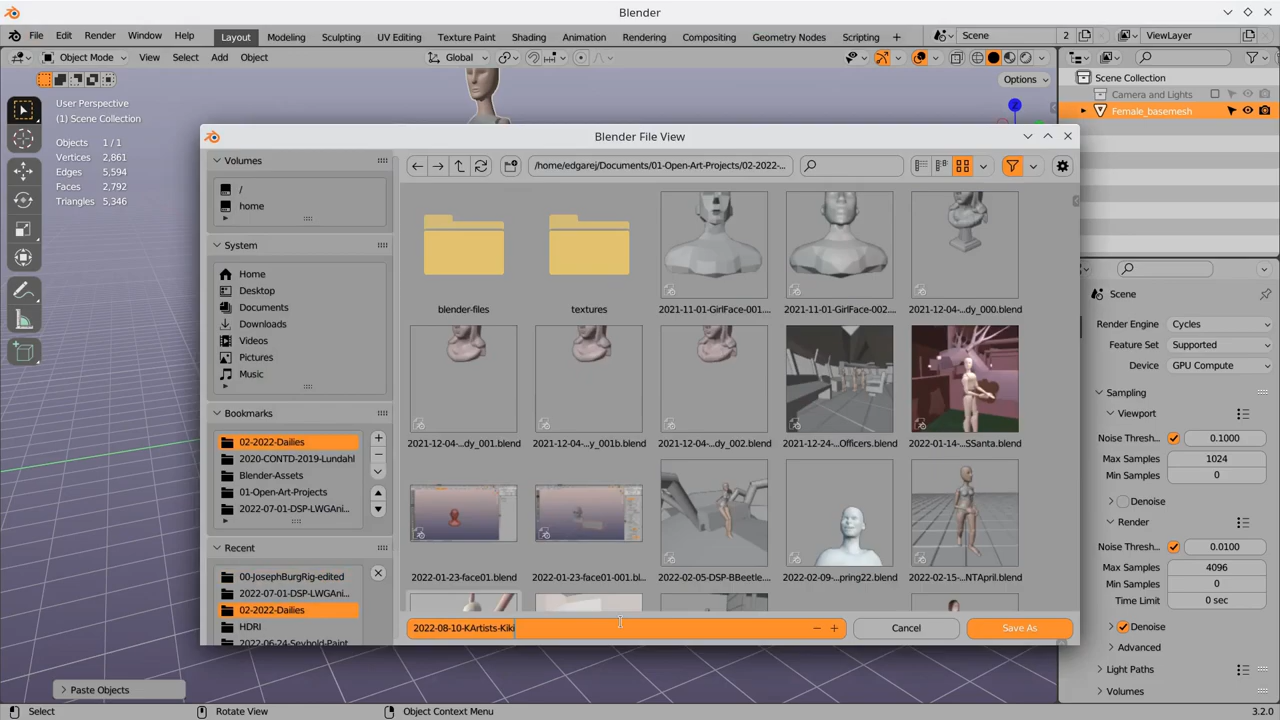 Blender
File Edit Render Window Help Layout Modeling Sculpting UV Editing Texture Paint Shading Animation Rendering Compositing Geometry Nodes Scripting + Scene 2 ViewLayer
Object Mode View Select Add Object Global
Options
User Perspective
(1) Scene Collection
Objects 1/1
Vertices 2,861
Edges 5,594
Faces 2,792
Triangles 5,346
Z
Scene Collection
Camera and Lights
Female_basemesh
Blender File View
Volumes
/
home
System
Home
Desktop
Documents
Downloads
Videos
Pictures
Music
Bookmarks
02-2022-Dailies
2020-CONTD-2019-Lundahl
Blender-Assets
01-Open-Art-Projects
2022-07-01-DSP-LWGAni...
Recent
00-JosephBurgRig-edited
2022-07-01-DSP-LWGAni...
02-2022-Dailies
HDRI
2022-06-24-Seybold-Paint
/home/edgarej/Documents/01-Open-Art-Projects/02-2022-...
blender-files textures 2021-11-01-GirlFace-001.... 2021-11-01-GirlFace-002.... 2021-12-04-...dy_000.blend
2021-12-04-...dy_001.blend 2021-12-04-...y_001b.blend 2021-12-04-...dy_002.blend 2021-12-24-...Officers.blend 2022-01-14-...SSanta.blend
2022-01-23-face01.blend 2022-01-23-face01-001.bl... 2022-02-05-DSP-BBeetle.... 2022-02-09-...pring22.blend 2022-02-15-...NTApril.blend
2022-08-10-KArtists-Kiki
Cancel
Save As
Scene
Render Engine Cycles
Feature Set Supported
Device GPU Compute
Sampling
Viewport
Noise Thresh... 0.1000
Max Samples 1024
Min Samples 0
Denoise
Render
Noise Thresh... 0.0100
Max Samples 4096
Min Samples 0
Time Limit 0 sec
Denoise
Advanced
Light Paths
Volumes
Paste Objects
Select Rotate View Object Context Menu 3.2.0